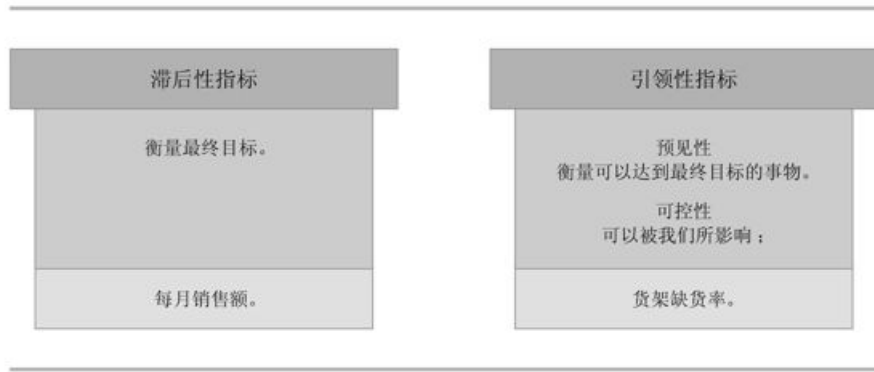 滞后性指标
衡量最终目标。
每月销售额。
引领性指标
预见性
衡量可以达到最终目标的事物。
可控性
可以被我们所影响；
货架缺货率。